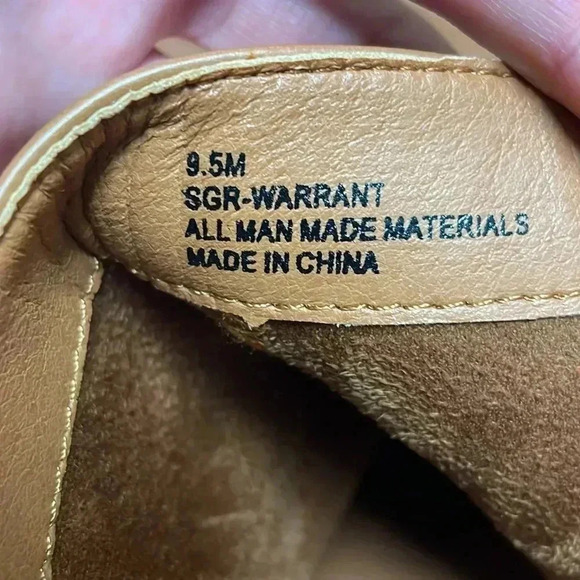 9.5M
SGR-WARRANT
ALL MAN MADE MATERIALS
MADE IN CHINA